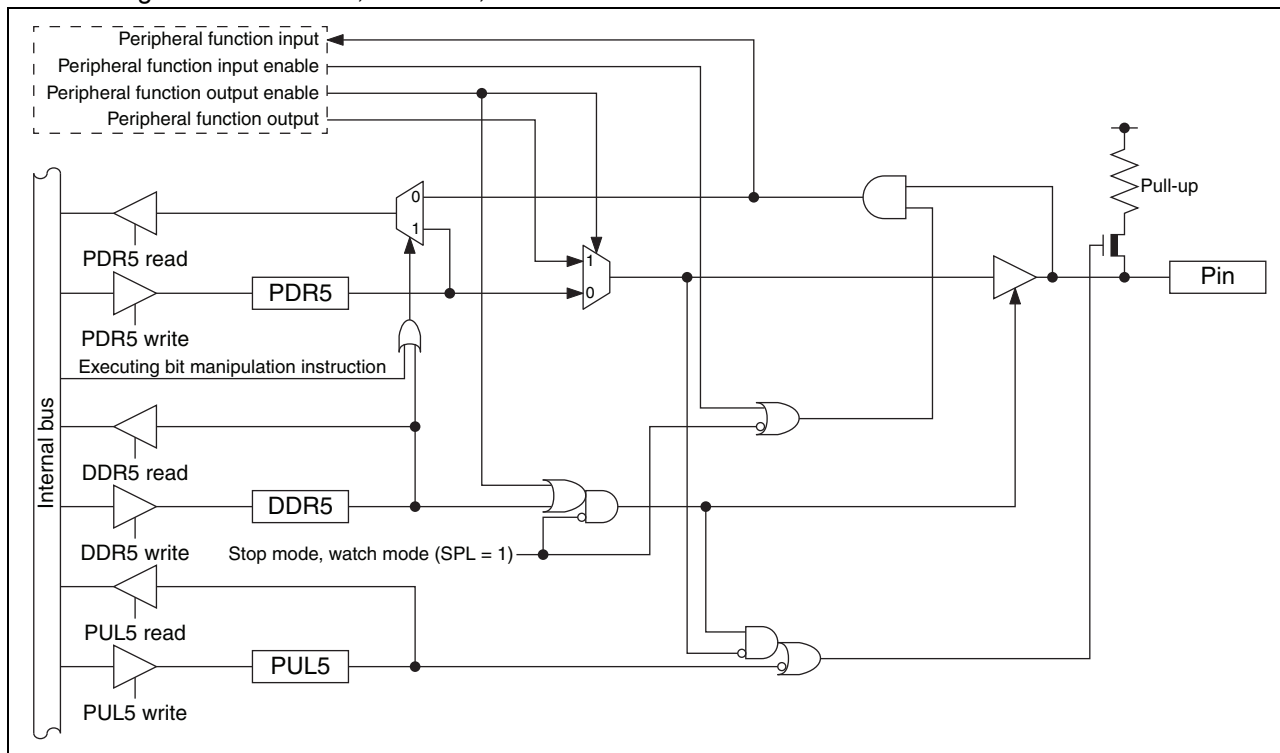 Peripheral function input
Peripheral function input enable
Peripheral function output enable
Peripheral function output
Pull-up
0
1
PDR5 read
1
0
PDR5
Pin
PDR5 write
Executing bit manipulation instruction
Internal bus
DDR5 read
DDR5
DDR5 write
Stop mode, watch mode (SPL = 1)
PUL5 read
PUL5
PUL5 write